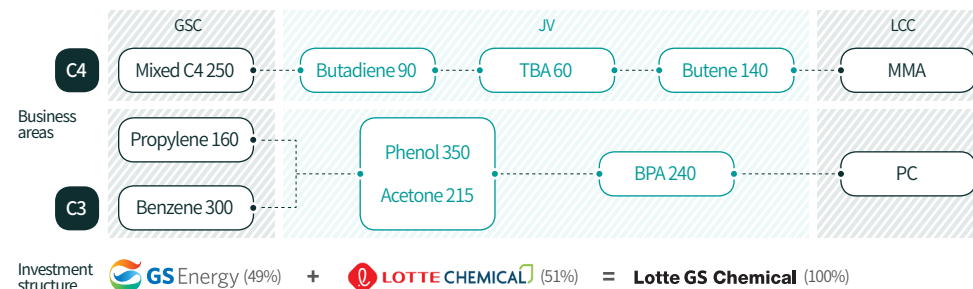 GSC JV LCC
C4 Mixed C4 250 Butadiene 90 TBA 60 Butene 140 MMA
Business
areas
Propylene 160
Phenol 350
Acetone 215
BPA 240 PC
C3 Benzene 300
Investment
structure
GS Energy (49%) + LOTTE CHEMICAL (51%) = Lotte GS Chemical (100%)